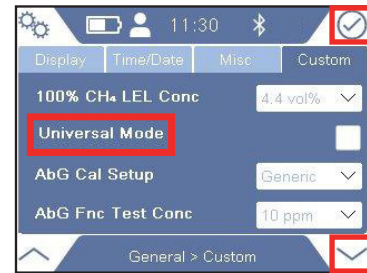 11:30
Display Time/Date Misc Custom
100% CH₄ LEL Conc 4.4 vol%
Universal Mode
AbG Cal Setup Generic
AbG Fnc Test Conc 10 ppm
General > Custom